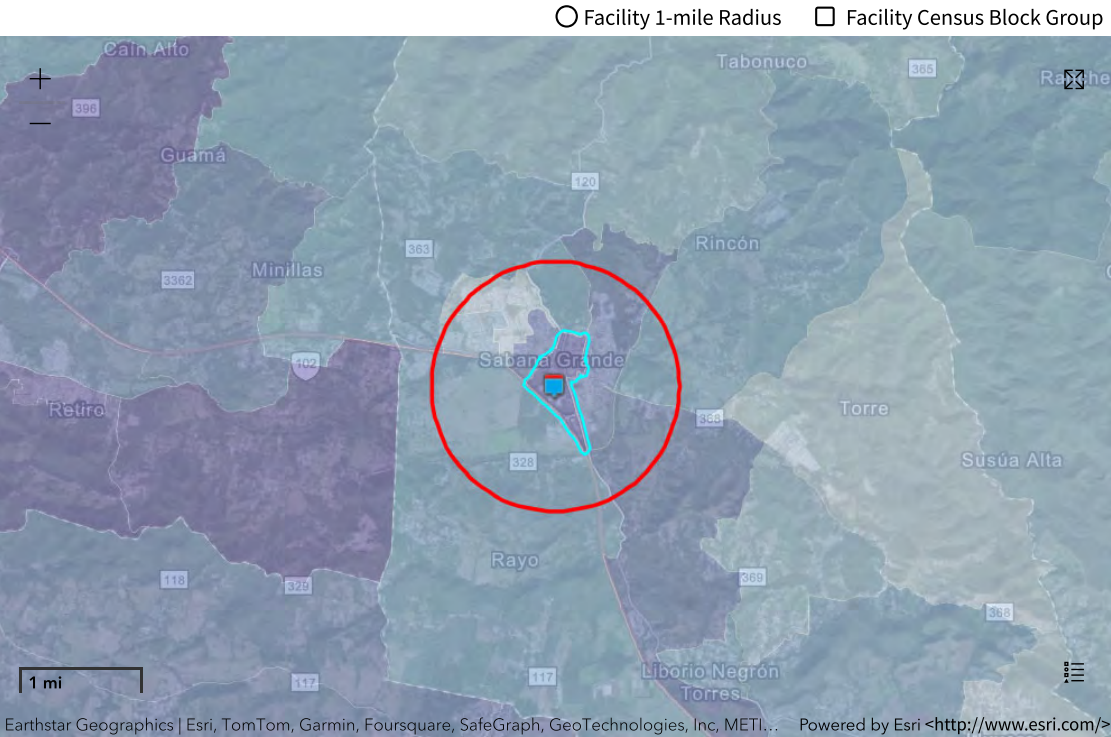 Facility 1-mile Radius
Facility Census Block Group
Cain Alto
Tabonuco
365
396
Guamá
120
363
Rincón
3362
Minillas
Sabana Grande
102
Retiro
Torre
388
328
Susúa Alta
Rayo
118
329
369
368
Liborio Negrón
Torres
117
117
1 mi
Earthstar Geographics | Esri, TomTom, Garmin, Foursquare, SafeGraph, GeoTechnologies, Inc, METI...
Powered by Esri <http://www.esri.com/>